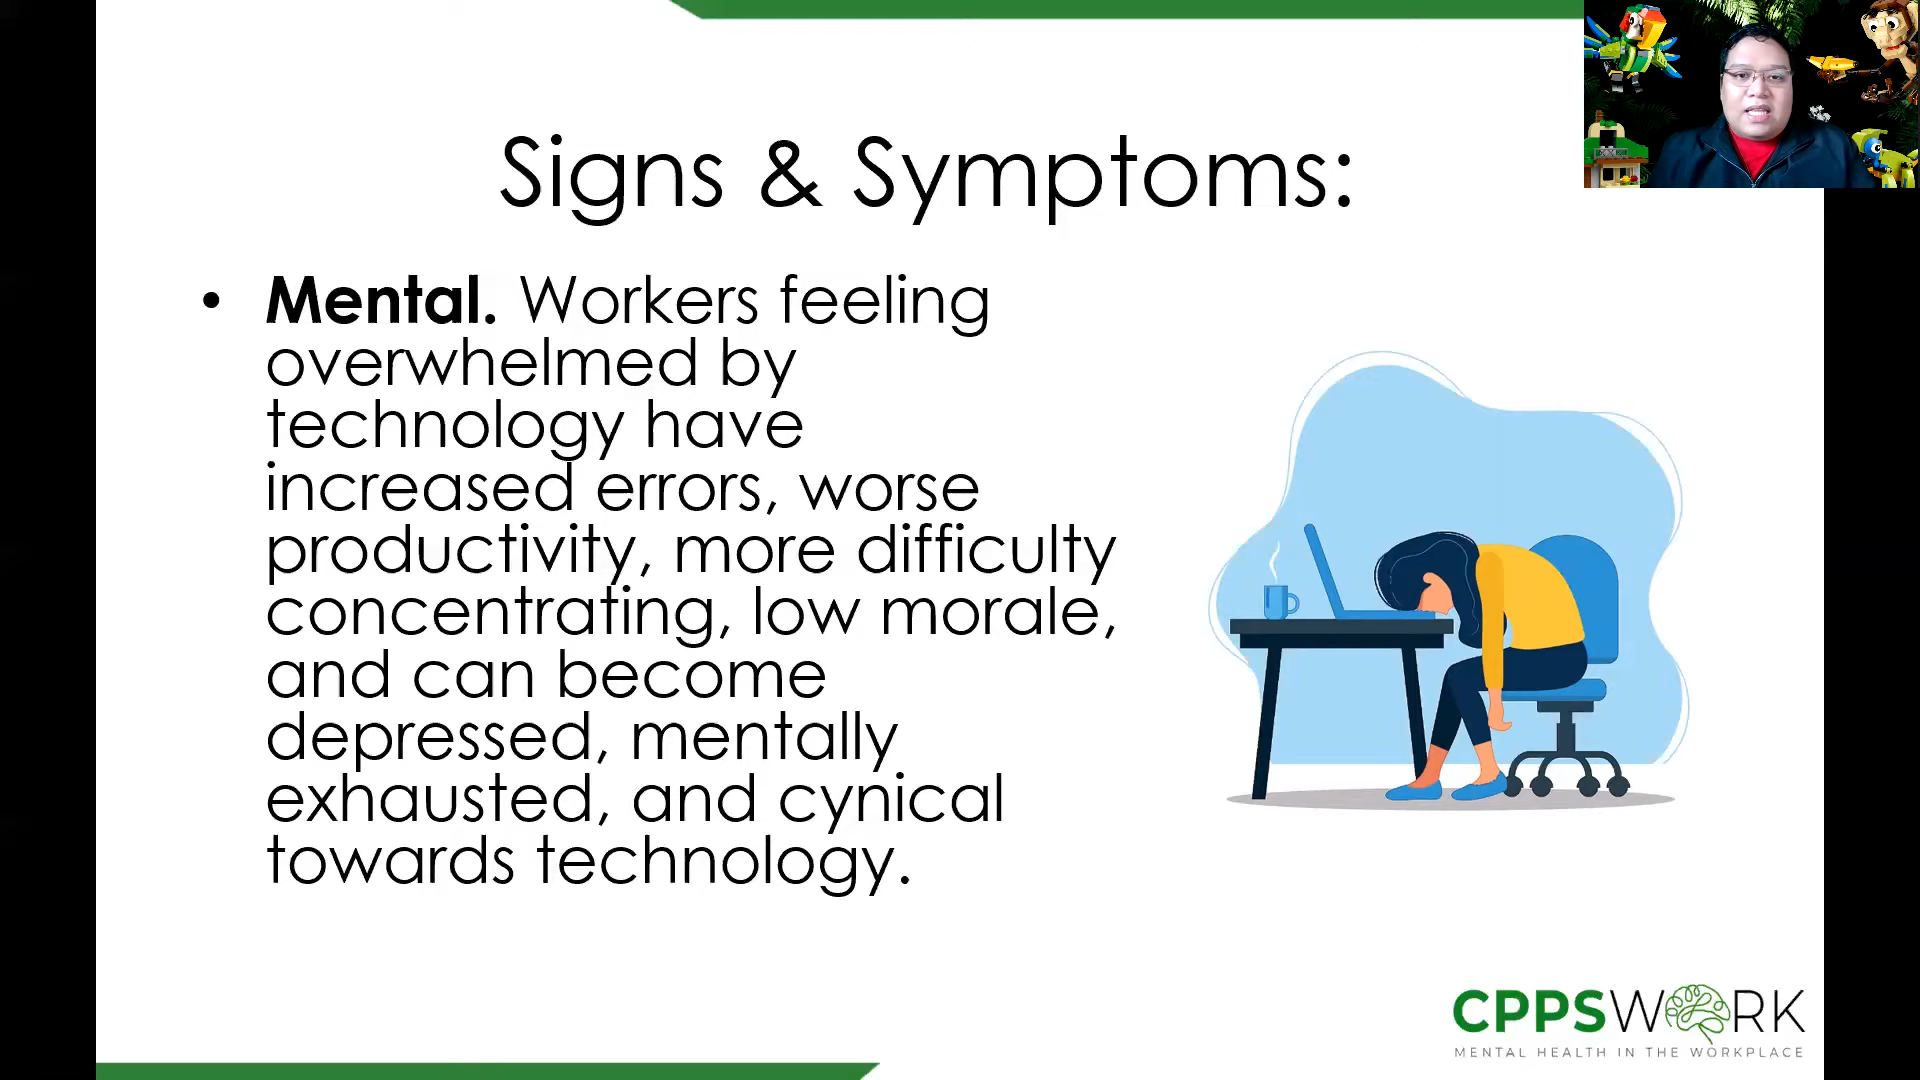 Signs & Symptoms:
• Mental. Workers feeling
overwhelmed by
technology have
increased errors, worse
productivity, more difficulty
concentrating, low morale,
and can become
depressed, mentally
exhausted, and cynical
towards technology.
CPPSWORK
MENTAL HEALTH IN THE WORKPLACE